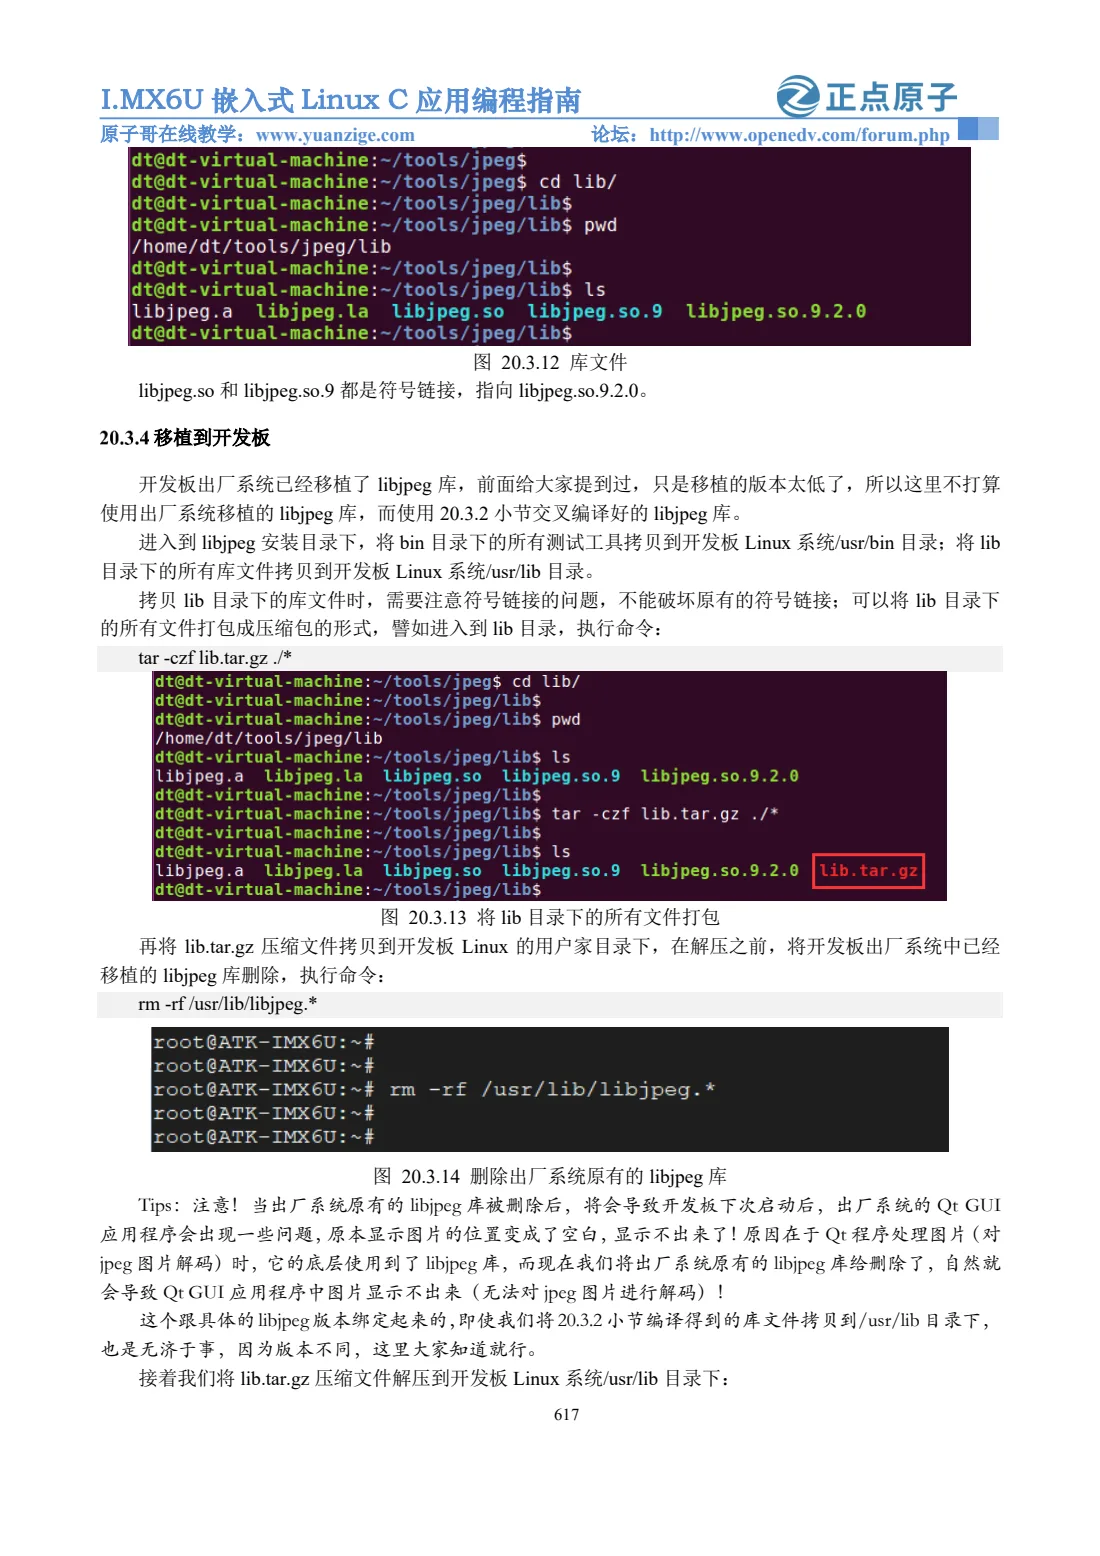 I.MX6U 嵌入式 Linux C 应用编程指南
正点原子
原子哥在线教学：www.yuanzige.com 论坛：http://www.openedv.com/forum.php
dt@dt-virtual-machine:~/tools/jpeg$
dt@dt-virtual-machine:~/tools/jpeg$ cd lib/
dt@dt-virtual-machine:~/tools/jpeg/lib$
dt@dt-virtual-machine:~/tools/jpeg/lib$ pwd
/home/dt/tools/jpeg/lib
dt@dt-virtual-machine:~/tools/jpeg/lib$
dt@dt-virtual-machine:~/tools/jpeg/lib$ ls
libjpeg.a libjpeg.la libjpeg.so libjpeg.so.9 libjpeg.so.9.2.0
dt@dt-virtual-machine:~/tools/jpeg/lib$
图 20.3.12 库文件
libjpeg.so 和 libjpeg.so.9 都是符号链接，指向 libjpeg.so.9.2.0。
20.3.4 移植到开发板
开发板出厂系统已经移植了 libjpeg 库，前面给大家提到过，只是移植的版本太低了，所以这里不打算
使用出厂系统移植的 libjpeg 库，而使用 20.3.2 小节交叉编译好的 libjpeg 库。
进入到 libjpeg 安装目录下，将 bin 目录下的所有测试工具拷贝到开发板 Linux 系统/usr/bin 目录；将 lib
目录下的所有库文件拷贝到开发板 Linux 系统/usr/lib 目录。
拷贝 lib 目录下的库文件时，需要注意符号链接的问题，不能破坏原有的符号链接；可以将 lib 目录下
的所有文件打包成压缩包的形式，譬如进入到 lib 目录，执行命令：
tar -czf lib.tar.gz ./*
dt@dt-virtual-machine:~/tools/jpeg$ cd lib/
dt@dt-virtual-machine:~/tools/jpeg/lib$
dt@dt-virtual-machine:~/tools/jpeg/lib$ pwd
/home/dt/tools/jpeg/lib
dt@dt-virtual-machine:~/tools/jpeg/lib$ ls
libjpeg.a libjpeg.la libjpeg.so libjpeg.so.9 libjpeg.so.9.2.0
dt@dt-virtual-machine:~/tools/jpeg/lib$
dt@dt-virtual-machine:~/tools/jpeg/lib$ tar -czf lib.tar.gz ./*
dt@dt-virtual-machine:~/tools/jpeg/lib$
dt@dt-virtual-machine:~/tools/jpeg/lib$ ls
libjpeg.a libjpeg.la libjpeg.so libjpeg.so.9 libjpeg.so.9.2.0 lib.tar.gz
dt@dt-virtual-machine:~/tools/jpeg/lib$
图 20.3.13 将 lib 目录下的所有文件打包
再将 lib.tar.gz 压缩文件拷贝到开发板 Linux 的用户家目录下，在解压之前，将开发板出厂系统中已经
移植的 libjpeg 库删除，执行命令：
rm -rf /usr/lib/libjpeg.*
root@ATK-IMX6U:~#
root@ATK-IMX6U:~#
root@ATK-IMX6U:~# rm -rf /usr/lib/libjpeg.*
root@ATK-IMX6U:~#
root@ATK-IMX6U:~#
图 20.3.14 删除出厂系统原有的 libjpeg 库
Tips：注意！当出厂系统原有的 libjpeg 库被删除后，将会导致开发板下次启动后，出厂系统的 Qt GUI
应用程序会出现一些问题，原本显示图片的位置变成了空白，显示不出来了！原因在于 Qt 程序处理图片（对
jpeg 图片解码）时，它的底层使用到了 libjpeg 库，而现在我们将出厂系统原有的 libjpeg 库给删除了，自然就
会导致 Qt GUI 应用程序中图片显示不出来（无法对 jpeg 图片进行解码）！
这个跟具体的 libjpeg 版本绑定起来的，即使我们将 20.3.2 小节编译得到的库文件拷贝到/usr/lib 目录下，
也是无济于事，因为版本不同，这里大家知道就行。
接着我们将 lib.tar.gz 压缩文件解压到开发板 Linux 系统/usr/lib 目录下：
617